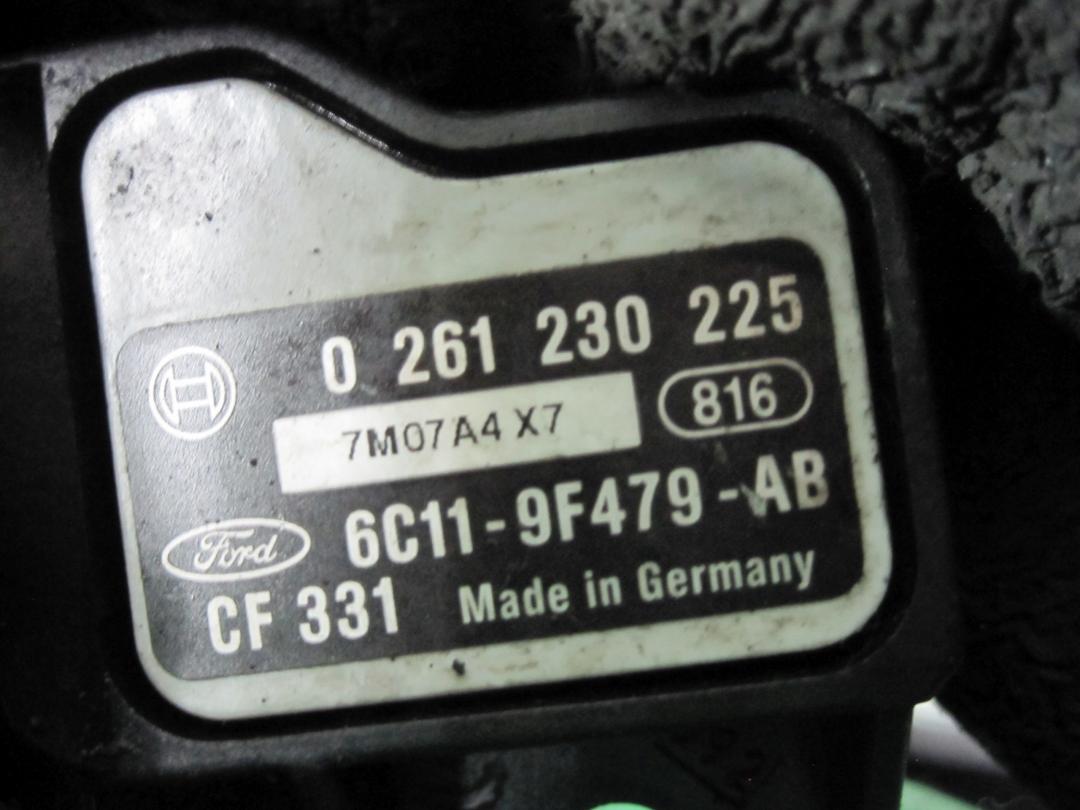 0 261 230 225
7M07A4 X7
816
Ford
6C11-9F479-AB
CF 331
Made in Germany